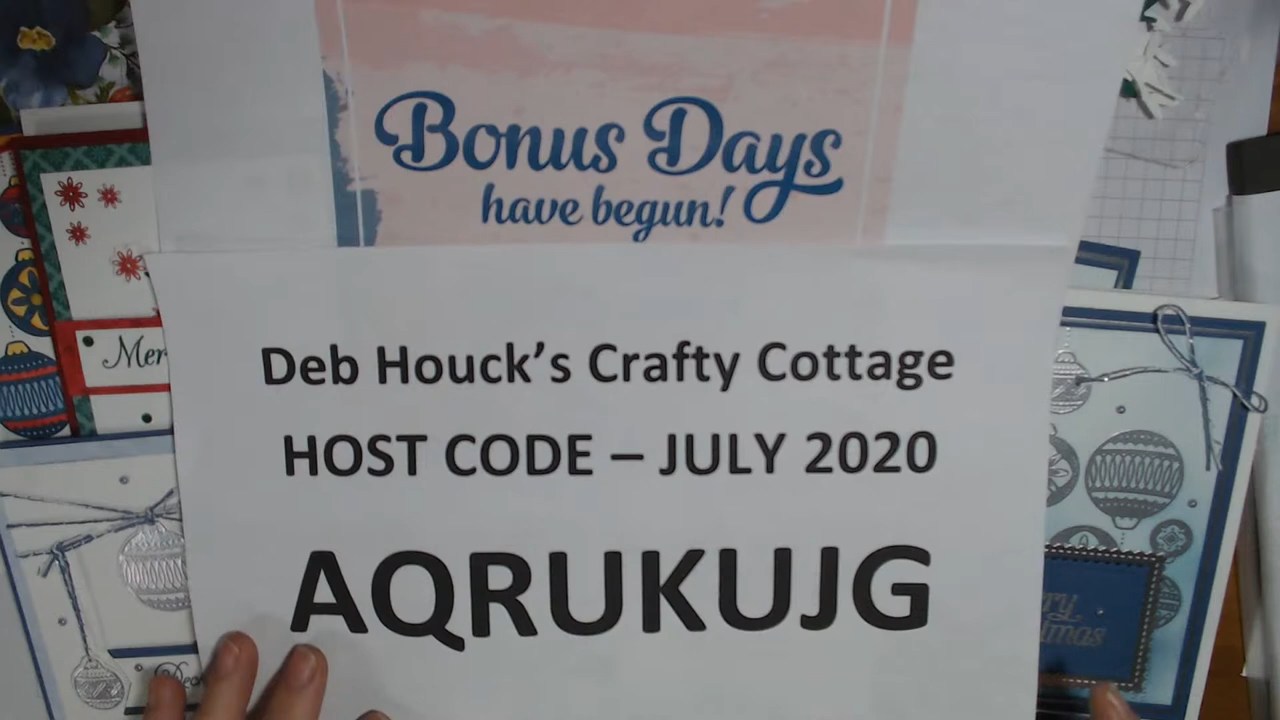 Bonus Days
have begun!
Deb Houck's Crafty Cottage
HOST CODE – JULY 2020
AQRUKUJG